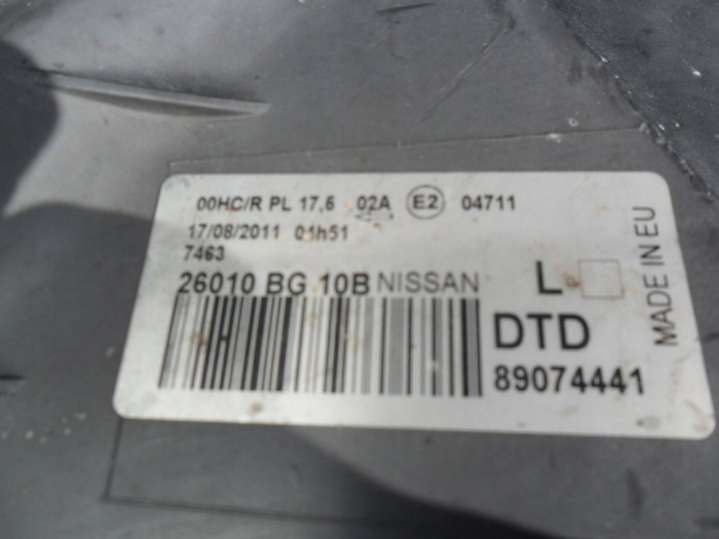 00HC/R PL 17,5 02A E2 04711
17/08/2011 01h51
7463
26010 BG 10B NISSAN L
DTD
89074441
MADE IN EU